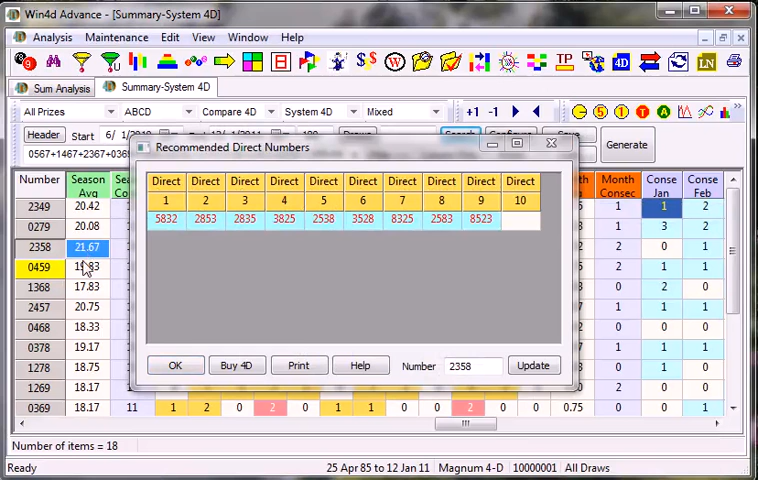 Win4d Advance - [Summary-System 4D]
Analysis Maintenance Edit View Window Help
TP 4D LN
Sum Analysis Summary-System 4D
All Prizes ABCD Compare 4D System 4D Mixed +1 -1
Header Start 6/ 1/2010 Generate
0567+1467+2367+036
Recommended Direct Numbers
Direct Direct Direct Direct Direct Direct Direct Direct Direct Direct
1 2 3 4 5 6 7 8 9 10
5832 2853 2835 3825 2538 3528 8325 2583 8523
OK Buy 4D Print Help Number 2358 Update
Number Season Avg Month Consec Conse Jan Conse Feb
2349 20.42 1 1 2
0279 20.08 1 3 2
2358 21.67 2 0 1
0459 2 1 1
1368 17.83 0 2 0
2457 20.75 1 1 1
0468 18.33 0 0 0
0378 19.17 1 1 1
1278 18.75 0 1 0
1269 18.17 2 0 0
0369 18.17 11 1 2 0 2 0 1 1 0 0 2 0 0.75 0 0 1
Number of items = 18
Ready 25 Apr 85 to 12 Jan 11 Magnum 4-D 10000001 All Draws